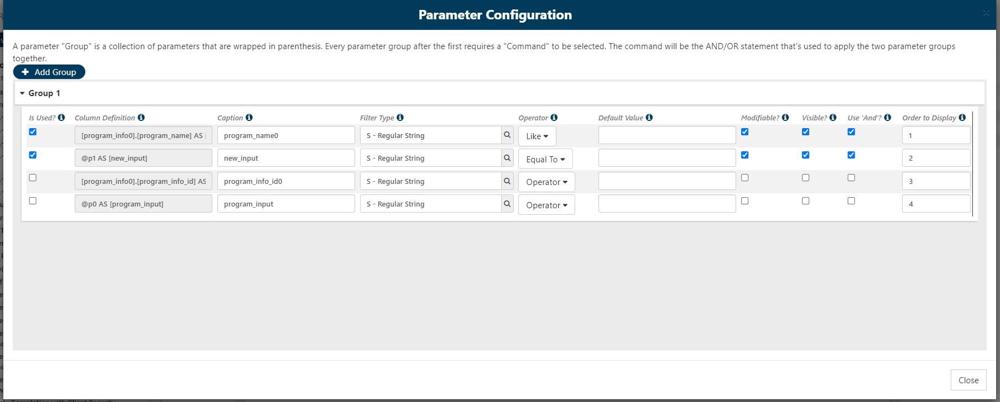 Parameter Configuration
A parameter "Group" is a collection of parameters that are wrapped in parenthesis. Every parameter group after the first requires a "Command" to be selected. The command will be the AND/OR statement that's used to apply the two parameter groups
together.
Add Group
Group 1
Is Used? Column Definition Caption Filter Type Operator Default Value Modifiable? Visible? Use 'And'? Order to Display
[program_info0].[program_name] AS program_name0 S - Regular String Like 1
@p1 AS [new_input] new_input S - Regular String Equal To 2
[program_info0].[program_info_id] AS program_info_id0 S - Regular String Operator 3
@p0 AS [program_input] program_input S - Regular String Operator 4
Close